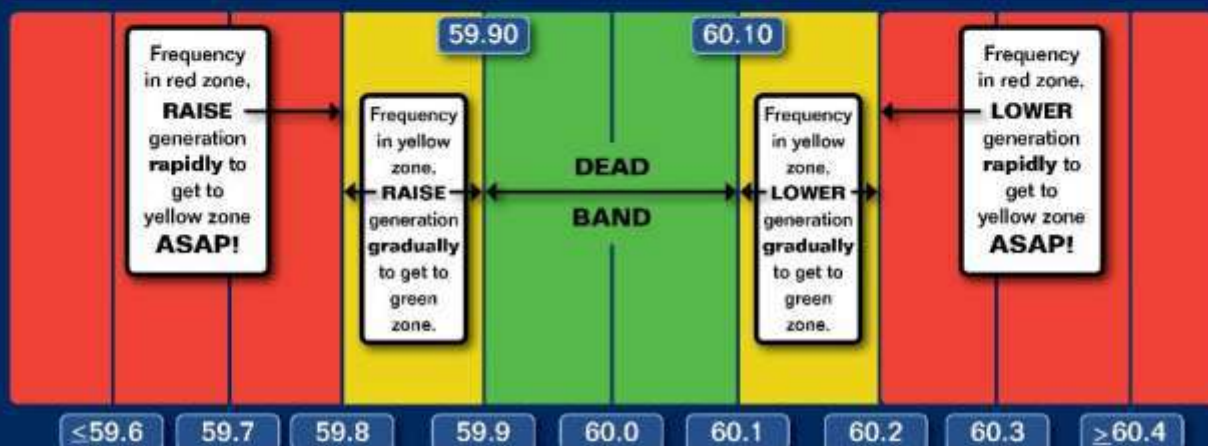 59.90
60.10
Frequency
in red zone,
RAISE
generation
rapidly to
get to
yellow zone
ASAP!
Frequency
in yellow
zone,
RAISE
generation
gradually
to get to
green
zone.
DEAD
BAND
Frequency
in yellow
zone,
LOWER
generation
gradually
to get to
green
zone.
Frequency
in red zone,
LOWER
generation
rapidly to
get to
yellow zone
ASAP!
≤59.6
59.7
59.8
59.9
60.0
60.1
60.2
60.3
>60.4